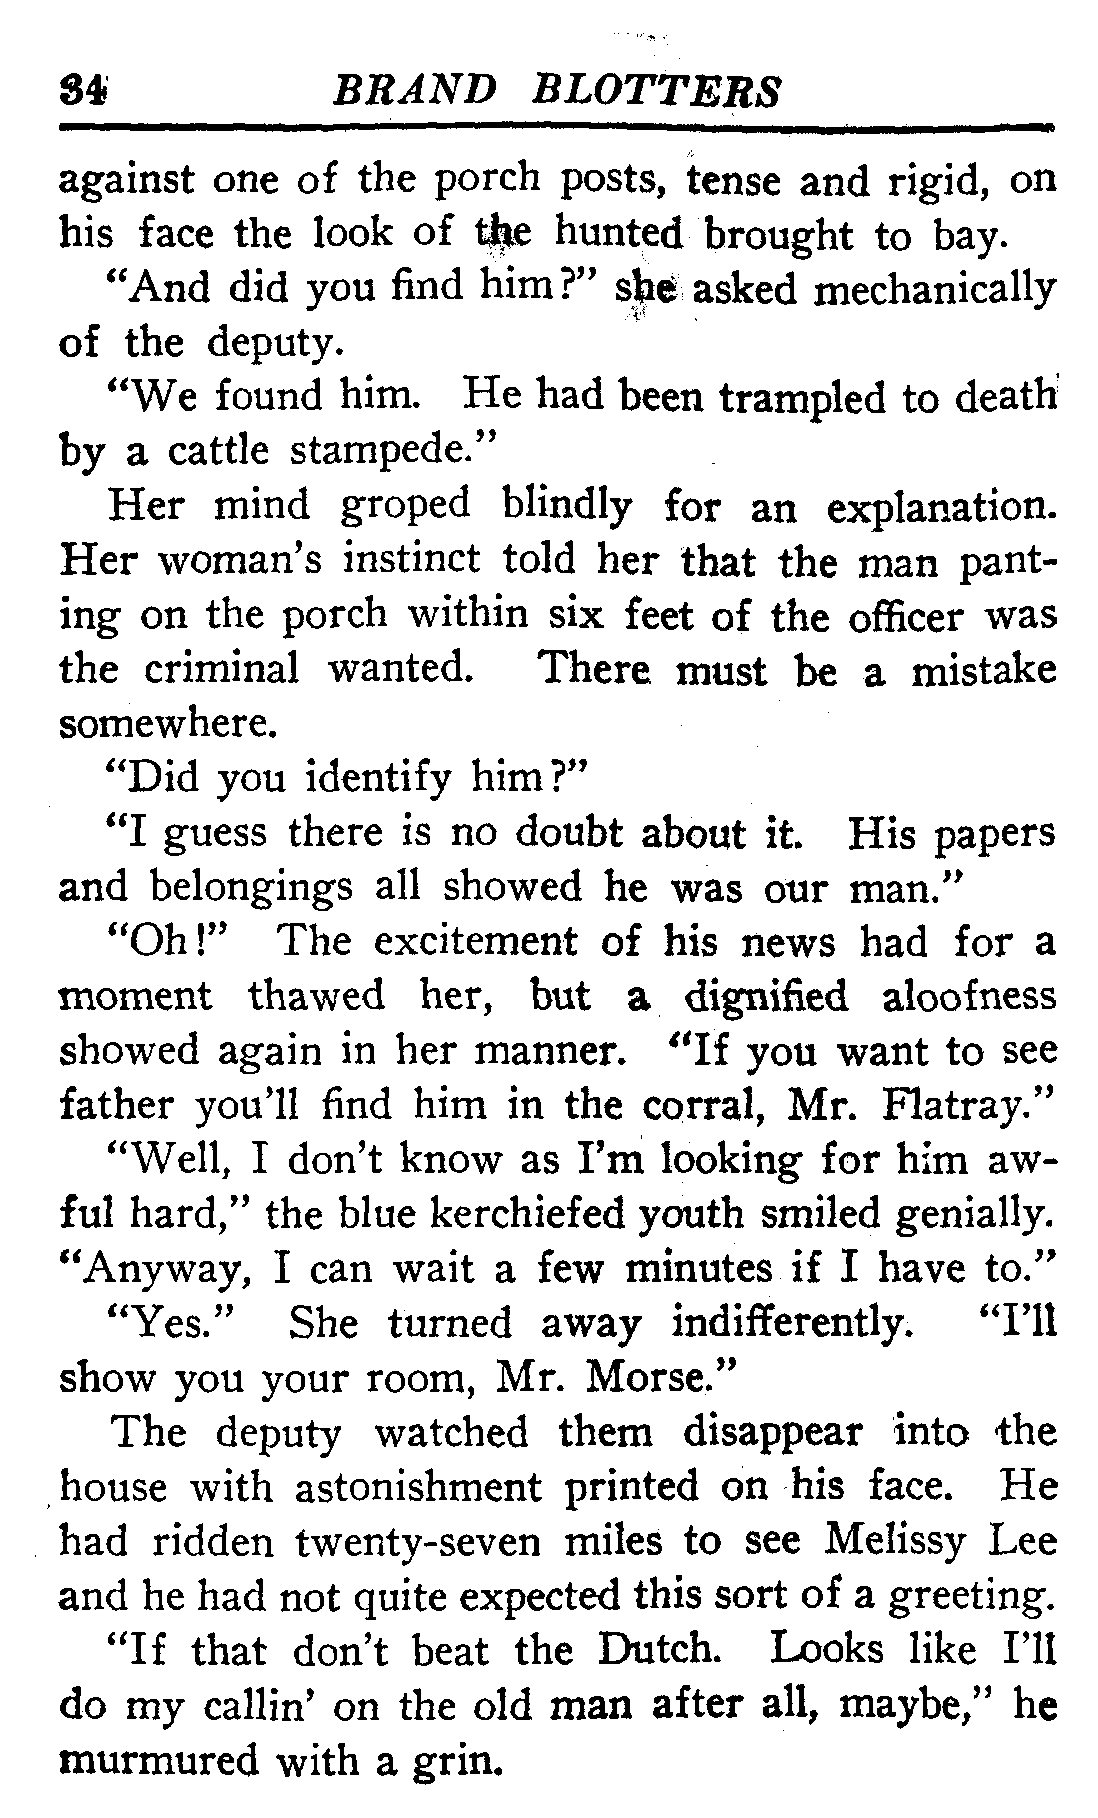 34 BRAND BLOTTERS
against one of the porch posts, tense and rigid, on
his face the look of the hunted brought to bay.
“And did you find him?” she asked mechanically
of the deputy.
“We found him. He had been trampled to death
by a cattle stampede.”
Her mind groped blindly for an explanation.
Her woman’s instinct told her that the man pant-
ing on the porch within six feet of the officer was
the criminal wanted. There must be a mistake
somewhere.
“Did you identify him?”
“I guess there is no doubt about it. His papers
and belongings all showed he was our man.”
“Oh!” The excitement of his news had for a
moment thawed her, but a dignified aloofness
showed again in her manner. “If you want to see
father you’ll find him in the corral, Mr. Flatray.”
“Well, I don’t know as I’m looking for him aw-
ful hard,” the blue kerchiefed youth smiled genially.
“Anyway, I can wait a few minutes if I have to.”
“Yes.” She turned away indifferently. “I’ll
show you your room, Mr. Morse.”
The deputy watched them disappear into the
house with astonishment printed on his face. He
had ridden twenty-seven miles to see Melissy Lee
and he had not quite expected this sort of a greeting.
“If that don’t beat the Dutch. Looks like I’ll
do my callin’ on the old man after all, maybe,” he
murmured with a grin.